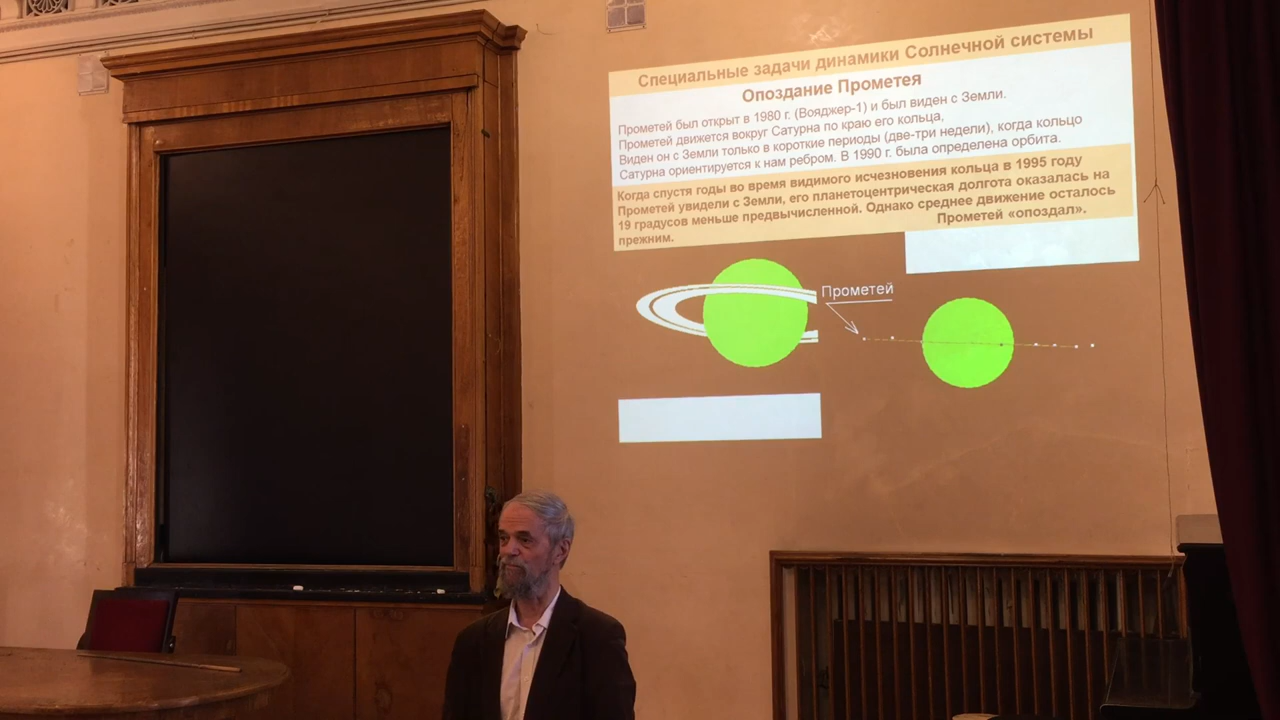 Специальные задачи динамики Солнечной системы
Опоздание Прометея
Прометей был открыт в 1980 г. (Вояджер-1) и был виден с Земли.
Прометей движется вокруг Сатурна по краю его кольца,
Виден он с Земли только в короткие периоды (две-три недели), когда кольцо
Сатурна ориентируется к нам ребром. В 1990 г. была определена орбита.
Когда спустя годы во время видимого исчезновения кольца в 1995 году
Прометей увидели с Земли, его планетоцентрическая долгота оказалась на
19 градусов меньше предвычисленной. Однако среднее движение осталось
прежним. Прометей «опоздал».
Прометей